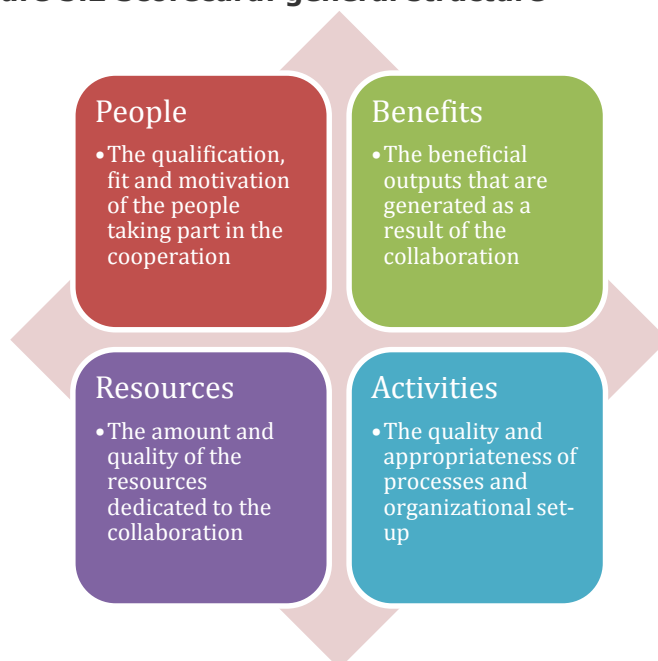 People
•The qualification,
fit and motivation
of the people
taking part in the
cooperation
Benefits
•The beneficial
outputs that are
generated as a
result of the
collaboration
Resources
•The amount and
quality of the
resources
dedicated to the
collaboration
Activities
•The quality and
appropriateness of
processes and
organizational set-
up